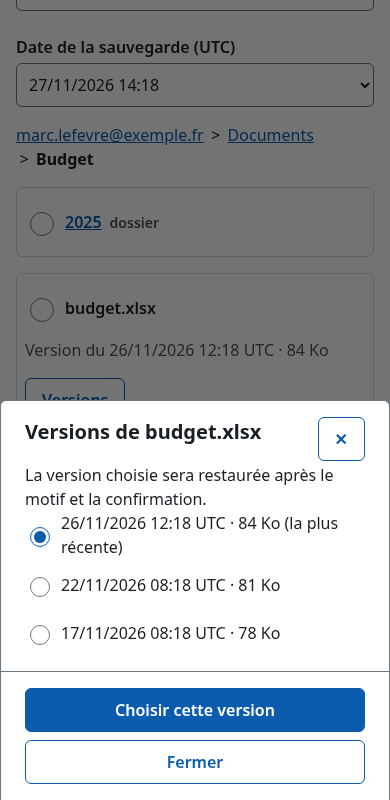 Date de la sauvegarde (UTC)
27/11/2026 14:18
marc.lefevre@exemple.fr > Documents
> Budget
2025 dossier
budget.xlsx
Version du 26/11/2026 12:18 UTC · 84 Ko
Versions
Versions de budget.xlsx
×
La version choisie sera restaurée après le
motif et la confirmation.
26/11/2026 12:18 UTC · 84 Ko (la plus
récente)
22/11/2026 08:18 UTC · 81 Ko
17/11/2026 08:18 UTC · 78 Ko
Choisir cette version
Fermer